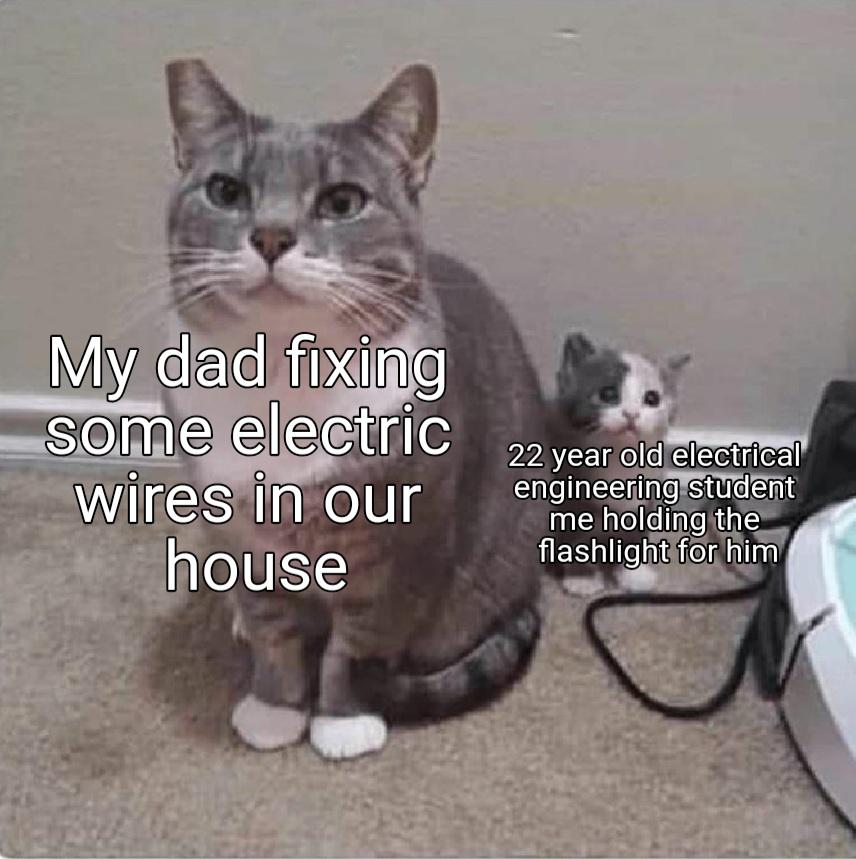 My dad fixing
some electric
wires in our
house
22 year old electrical
engineering student
me holding the
flashlight for him